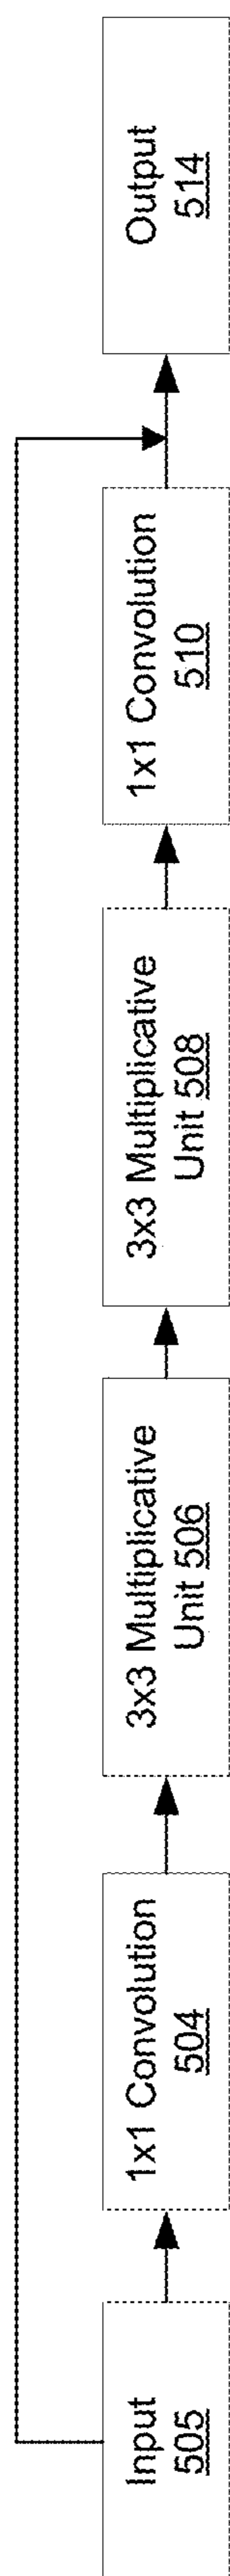 Input
505
1x1 Convolution
504
3x3 Multiplicative
Unit 506
3x3 Multiplicative
Unit 508
1x1 Convolution
510
Output
514